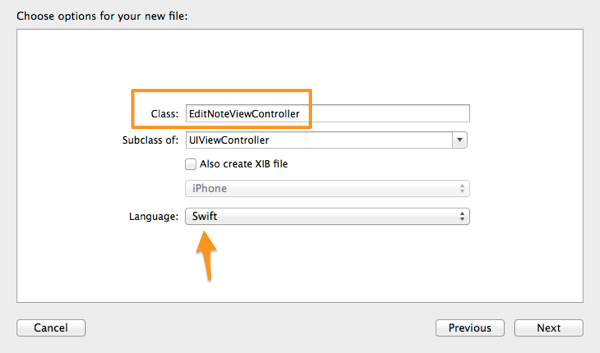 Choose options for your new file:
Class: EditNoteViewController
Subclass of: UIViewController
Also create XIB file
iPhone
Language: Swift
Cancel Previous Next